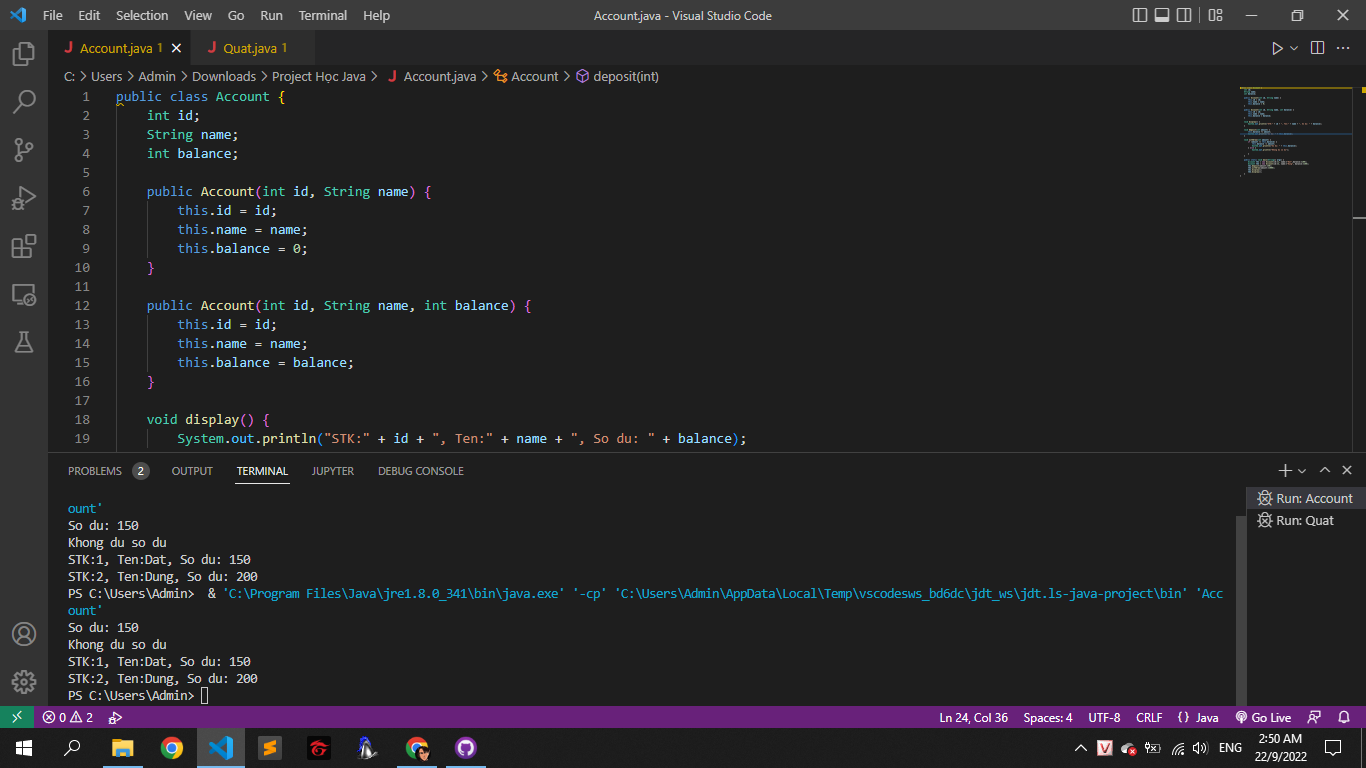 File Edit Selection View Go Run Terminal Help Account.java - Visual Studio Code
J Account.java 1 J Quat.java 1
C: > Users > Admin > Downloads > Project Học Java > J Account.java > Account > deposit(int)
1 public class Account {
2 int id;
3 String name;
4 int balance;
5
6 public Account(int id, String name) {
7 this.id = id;
8 this.name = name;
9 this.balance = 0;
10 }
11
12 public Account(int id, String name, int balance) {
13 this.id = id;
14 this.name = name;
15 this.balance = balance;
16 }
17
18 void display() {
19 System.out.println("STK:" + id + ", Ten:" + name + ", So du: " + balance);
PROBLEMS 2 OUTPUT TERMINAL JUPYTER DEBUG CONSOLE
ount'
So du: 150
Khong du so du
STK:1, Ten:Dat, So du: 150
STK:2, Ten:Dung, So du: 200
PS C:\Users\Admin> & 'C:\Program Files\Java\jre1.8.0_341\bin\java.exe' '-cp' 'C:\Users\Admin\AppData\Local\Temp\vscodesws_bd6dc\jdt_ws\jdt.ls-java-project\bin' 'Acc
ount'
So du: 150
Khong du so du
STK:1, Ten:Dat, So du: 150
STK:2, Ten:Dung, So du: 200
PS C:\Users\Admin>
Run: Account
Run: Quat
0 2 Ln 24, Col 36 Spaces: 4 UTF-8 CRLF {} Java Go Live
V ENG 2:50 AM
22/9/2022